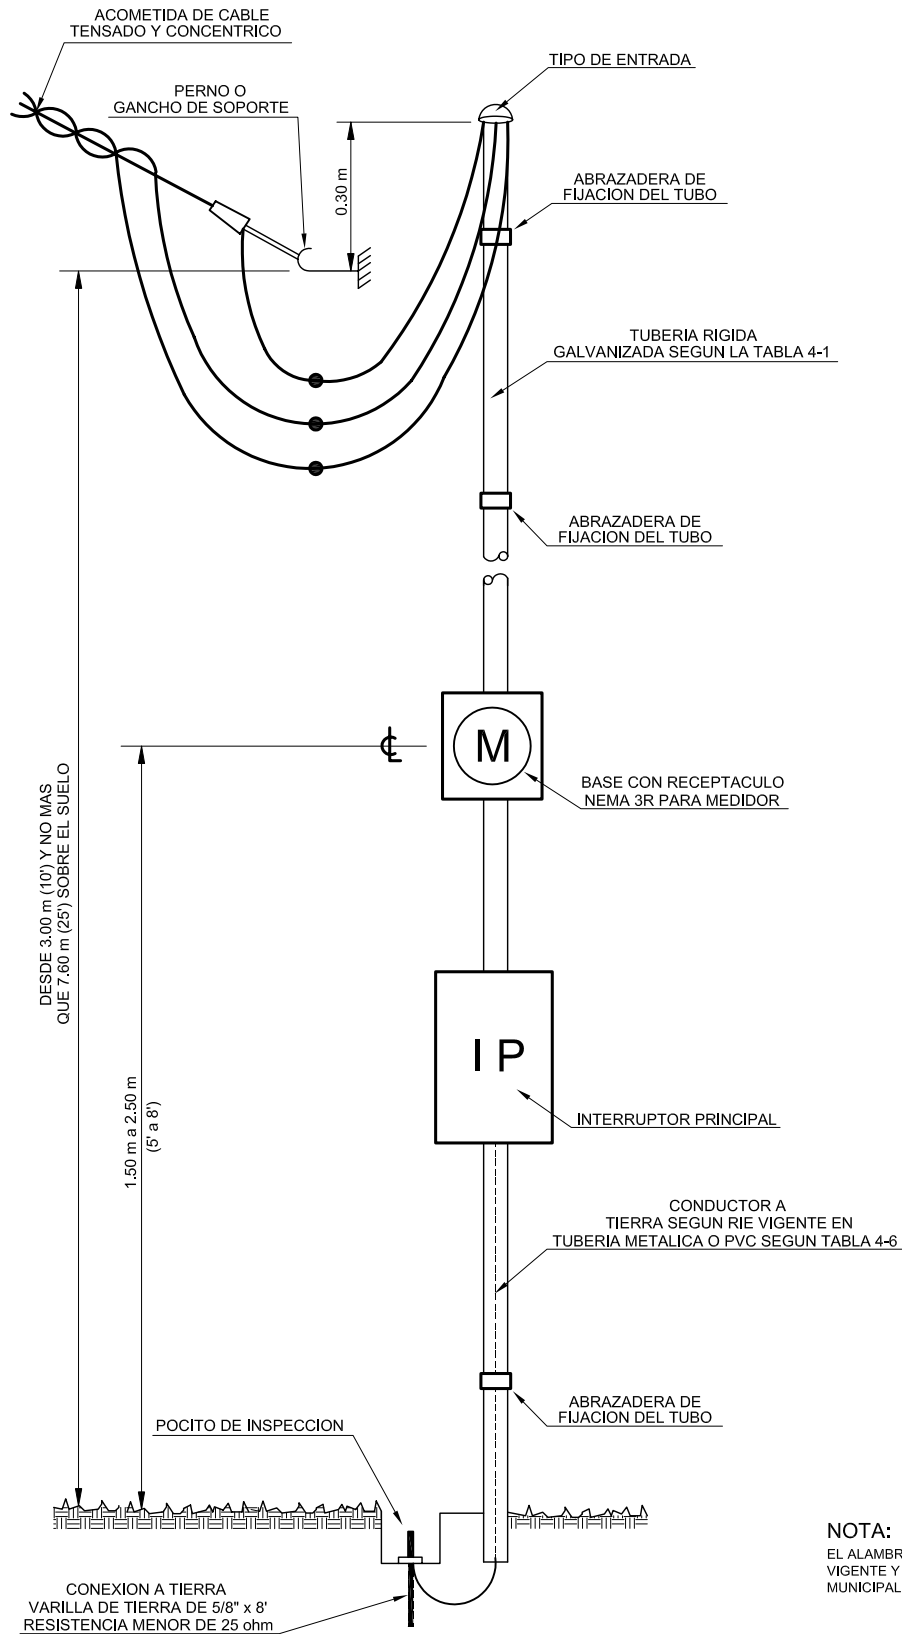 ACOMETIDA DE CABLE
TENSADO Y CONCENTRICO
PERNO O
GANCHO DE SOPORTE
TIPO DE ENTRADA
0.30 m
ABRAZADERA DE
FIJACION DEL TUBO
TUBERIA RIGIDA
GALVANIZADA SEGUN LA TABLA 4-1
ABRAZADERA DE
FIJACION DEL TUBO
M
BASE CON RECEPTACULO
NEMA 3R PARA MEDIDOR
DESDE 3.00 m (10') Y NO MAS
QUE 7.60 m (25') SOBRE EL SUELO
1.50 m a 2.50 m
(5' a 8')
I P
INTERRUPTOR PRINCIPAL
CONDUCTOR A
TIERRA SEGUN RIE VIGENTE EN
TUBERIA METALICA O PVC SEGUN TABLA 4-6
ABRAZADERA DE
FIJACION DEL TUBO
POCITO DE INSPECCION
CONEXION A TIERRA
VARILLA DE TIERRA DE 5/8" x 8'
RESISTENCIA MENOR DE 25 ohm
NOTA:
EL ALAMBR
VIGENTE Y
MUNICIPAL